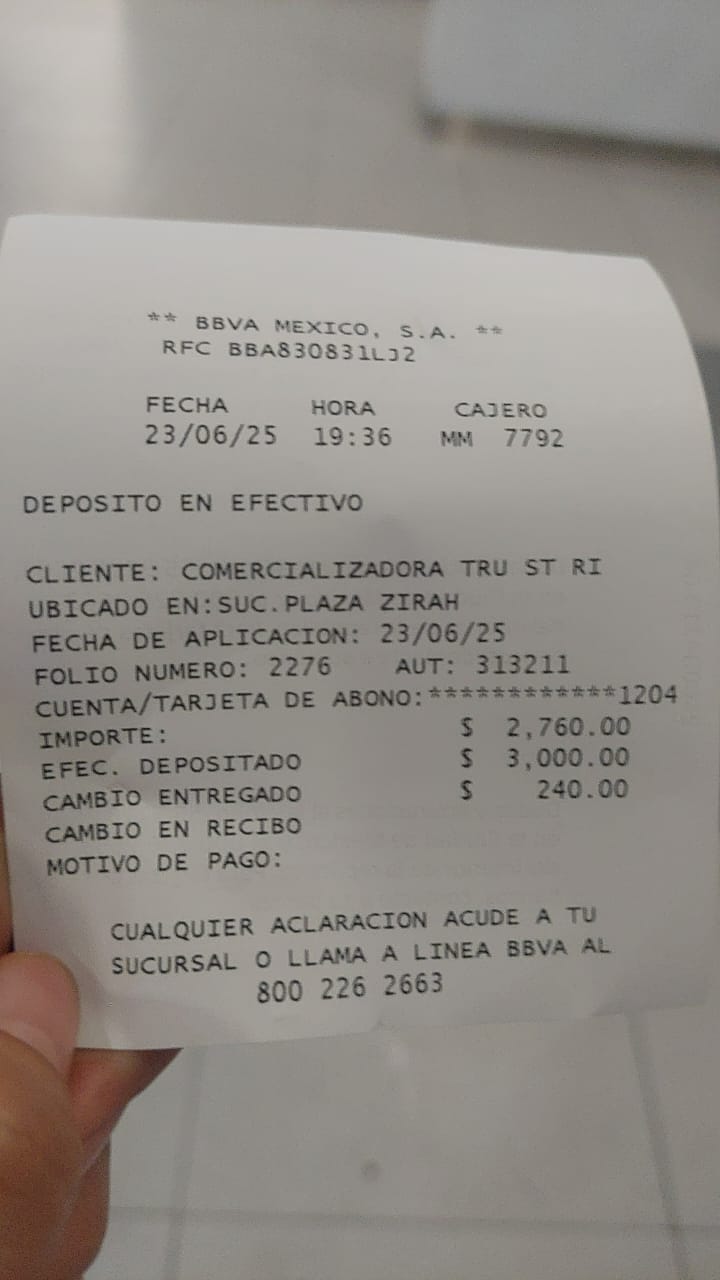 ** BBVA MEXICO, S.A. **
RFC BBA830831LJ2
FECHA HORA CAJERO
23/06/25 19:36 MM 7792
DEPOSITO EN EFECTIVO
CLIENTE: COMERCIALIZADORA TRU ST RI
UBICADO EN:SUC.PLAZA ZIRAH
FECHA DE APLICACION: 23/06/25
FOLIO NUMERO: 2276 AUT: 313211
CUENTA/TARJETA DE ABONO:************1204
IMPORTE: $ 2,760.00
EFEC. DEPOSITADO $ 3,000.00
CAMBIO ENTREGADO $ 240.00
CAMBIO EN RECIBO
MOTIVO DE PAGO:
CUALQUIER ACLARACION ACUDE A TU
SUCURSAL O LLAMA A LINEA BBVA AL
800 226 2663